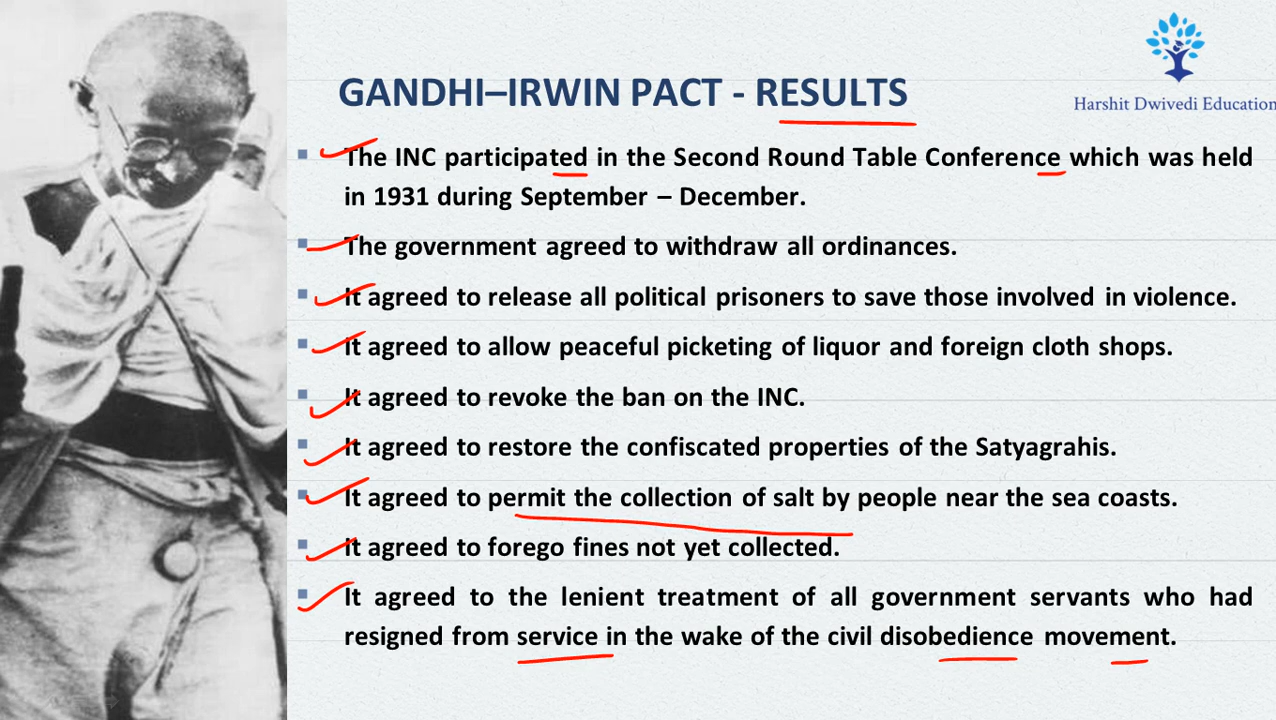 Harshit Dwivedi Education
GANDHI–IRWIN PACT - RESULTS
The INC participated in the Second Round Table Conference which was held
in 1931 during September – December.
The government agreed to withdraw all ordinances.
It agreed to release all political prisoners to save those involved in violence.
It agreed to allow peaceful picketing of liquor and foreign cloth shops.
It agreed to revoke the ban on the INC.
It agreed to restore the confiscated properties of the Satyagrahis.
It agreed to permit the collection of salt by people near the sea coasts.
It agreed to forego fines not yet collected.
It agreed to the lenient treatment of all government servants who had
resigned from service in the wake of the civil disobedience movement.